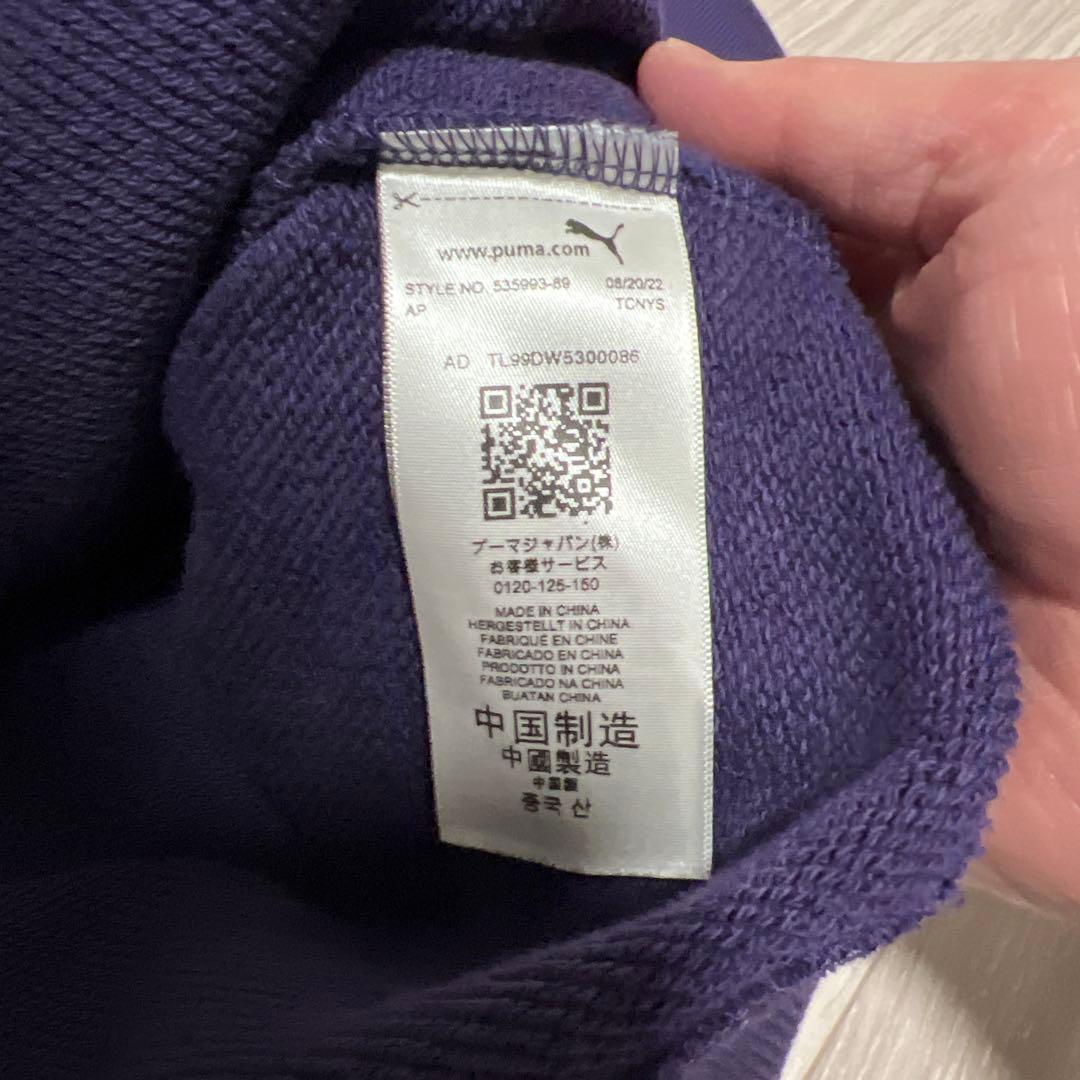 www.puma.com
STYLE NO. 535993-89 08/20/22
AP TCNYS
AD TL99DW5300086
プーマジャパン(株)
お客様サービス
0120-125-150
MADE IN CHINA
HERGESTELLT IN CHINA
FABRIQUÉ EN CHINE
FABRICADO EN CHINA
PRODOTTO IN CHINA
FABRICADO NA CHINA
BUATAN CHINA
中国制造
中國製造
中国製
중국 산